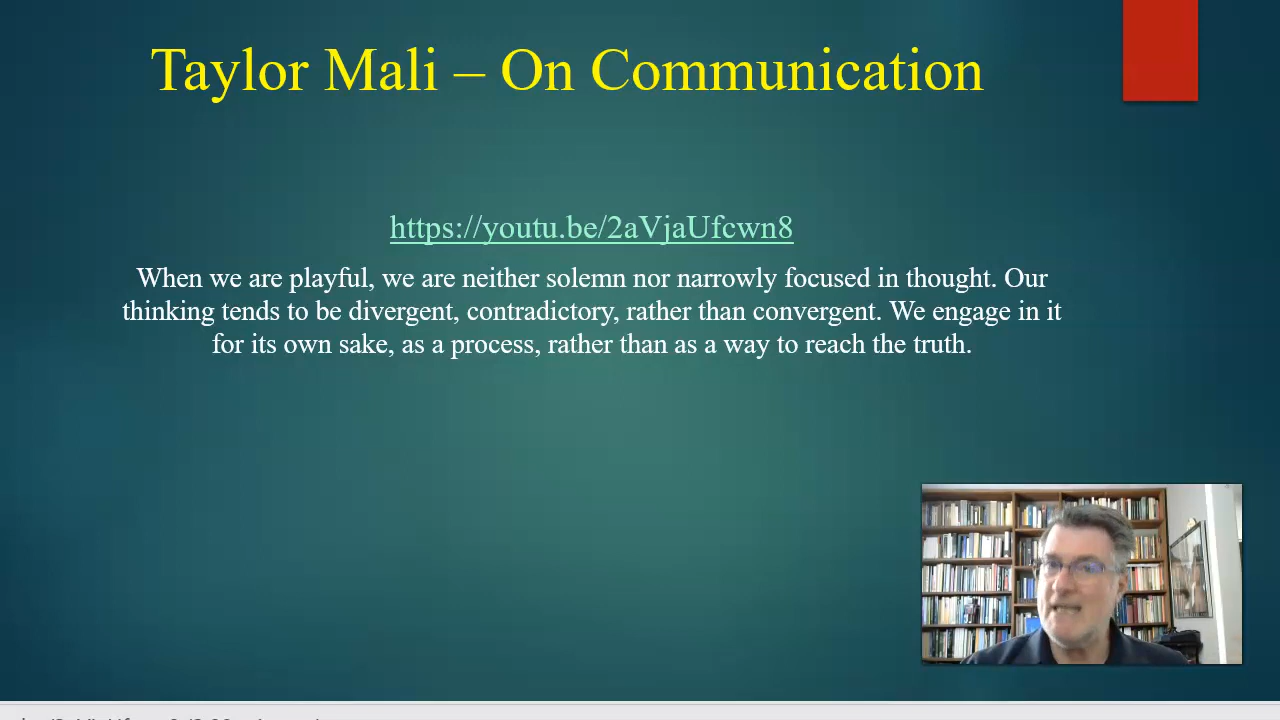 Taylor Mali – On Communication
https://youtu.be/2aVjaUfcwn8
When we are playful, we are neither solemn nor narrowly focused in thought. Our
thinking tends to be divergent, contradictory, rather than convergent. We engage in it
for its own sake, as a process, rather than as a way to reach the truth.